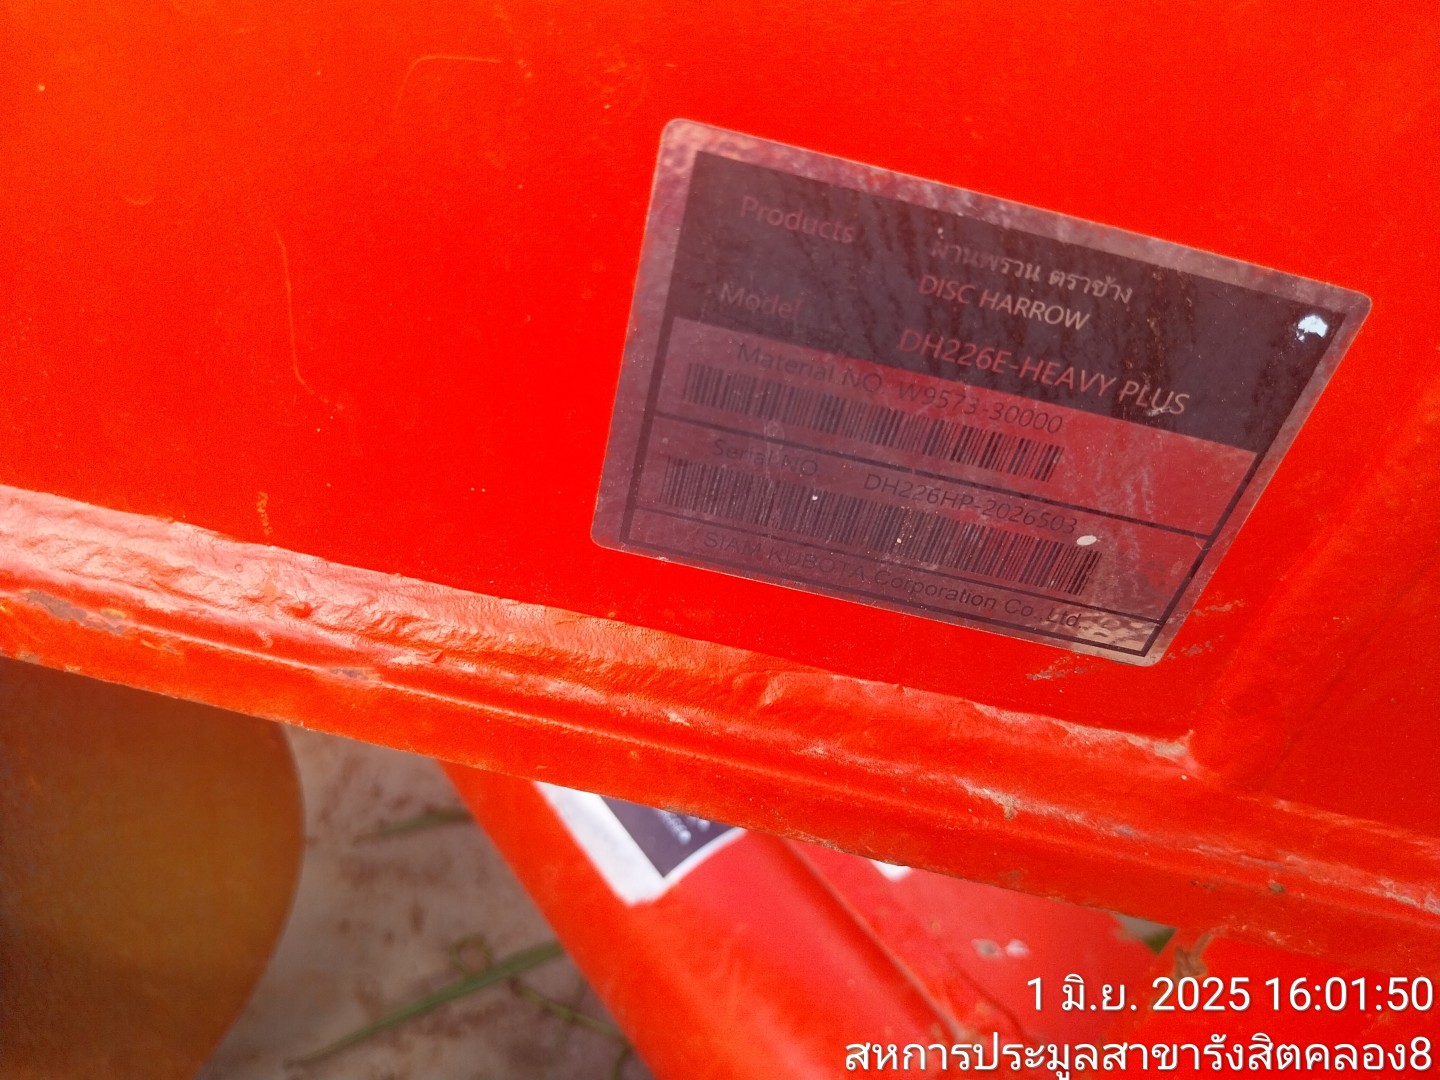 Products ผานพรวน ตราช้าง
DISC HARROW
Model DH226E-HEAVY PLUS
Material NO. W9573-30000
Serial NO. DH226HP-2026503
SIAM KUBOTA Corporation Co.,Ltd.
1 มิ.ย. 2025 16:01:50
สหการประมูลสาขารังสิตคลอง8